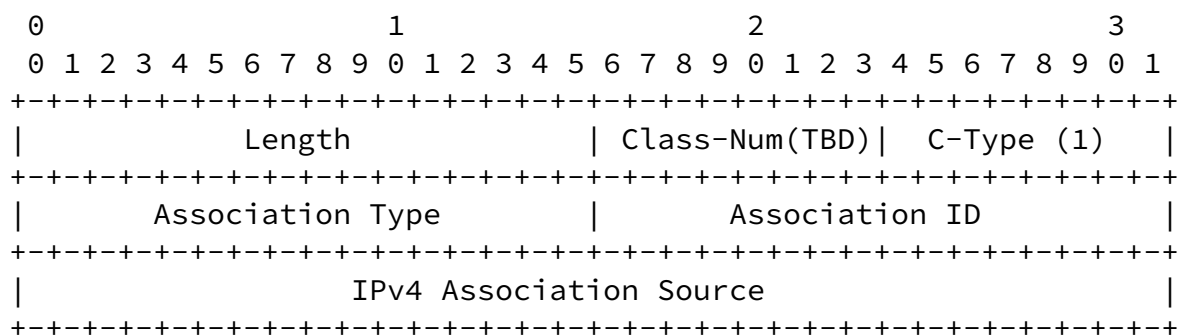 0                   1                   2                   3
 0 1 2 3 4 5 6 7 8 9 0 1 2 3 4 5 6 7 8 9 0 1 2 3 4 5 6 7 8 9 0 1
+-+-+-+-+-+-+-+-+-+-+-+-+-+-+-+-+-+-+-+-+-+-+-+-+-+-+-+-+-+-+-+-+
|            Length             | Class-Num(TBD)|  C-Type (1)   |
+-+-+-+-+-+-+-+-+-+-+-+-+-+-+-+-+-+-+-+-+-+-+-+-+-+-+-+-+-+-+-+-+
|       Association Type        |       Association ID          |
+-+-+-+-+-+-+-+-+-+-+-+-+-+-+-+-+-+-+-+-+-+-+-+-+-+-+-+-+-+-+-+-+
|                  IPv4 Association Source                      |
+-+-+-+-+-+-+-+-+-+-+-+-+-+-+-+-+-+-+-+-+-+-+-+-+-+-+-+-+-+-+-+-+